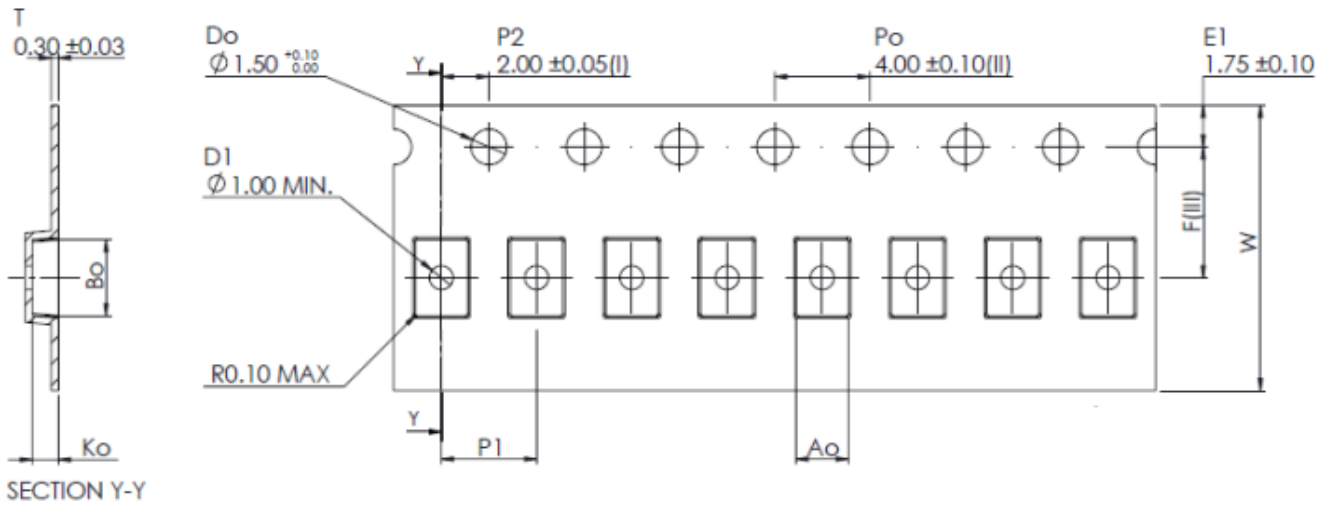 T
0.30 ±0.03
Do
Ø 1.50 +0.10 0.00
P2
2.00 ±0.05(I)
Po
4.00 ±0.10(II)
E1
1.75 ±0.10
Y
D1
Ø 1.00 MIN.
F(III)
W
Bo
R0.10 MAX
Y
Ko
P1
Ao
SECTION Y-Y